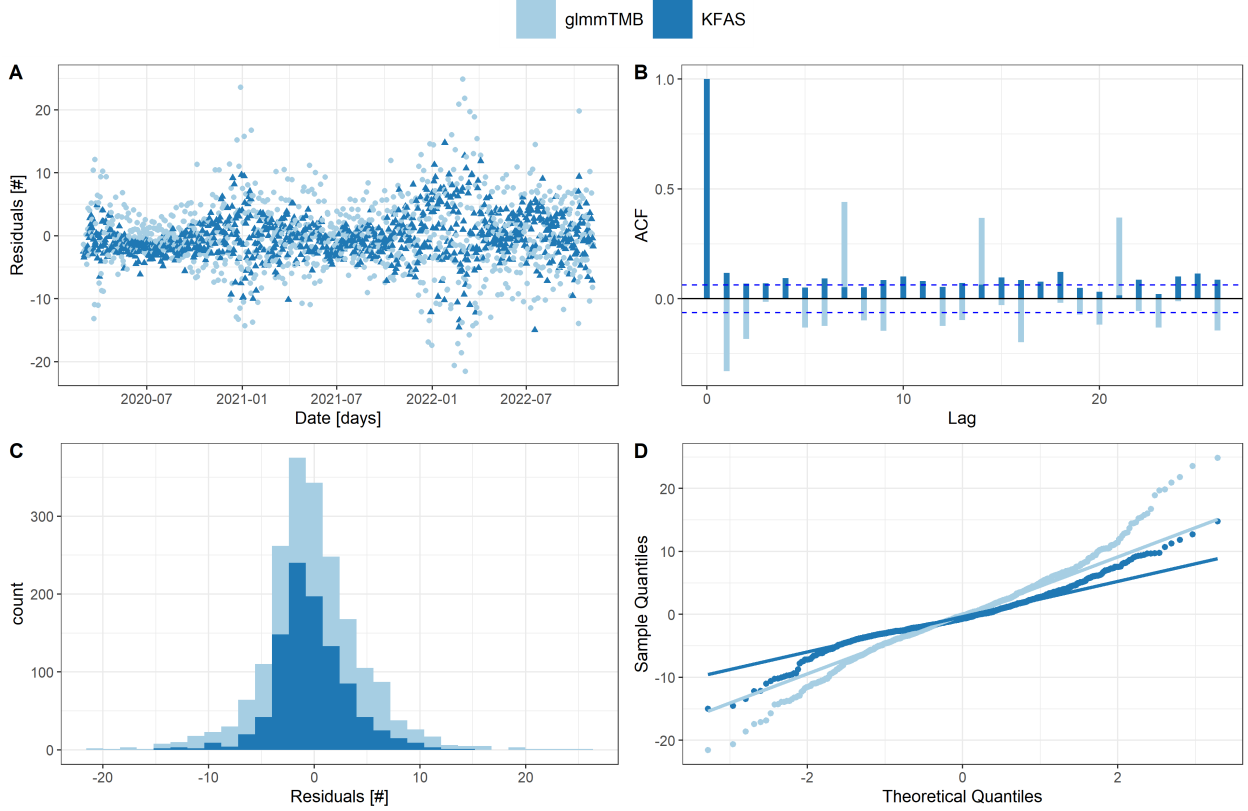 glmmTMB KFAS
A
20
10
0
-10
-20
Residuals [#]
2020-07 2021-01 2021-07 2022-01 2022-07
Date [days]
B
1.0
0.5
0.0
ACF
0 10 20
Lag
C
300
200
100
0
count
-20 -10 0 10 20
Residuals [#]
D
20
10
0
-10
-20
Sample Quantiles
-2 0 2
Theoretical Quantiles